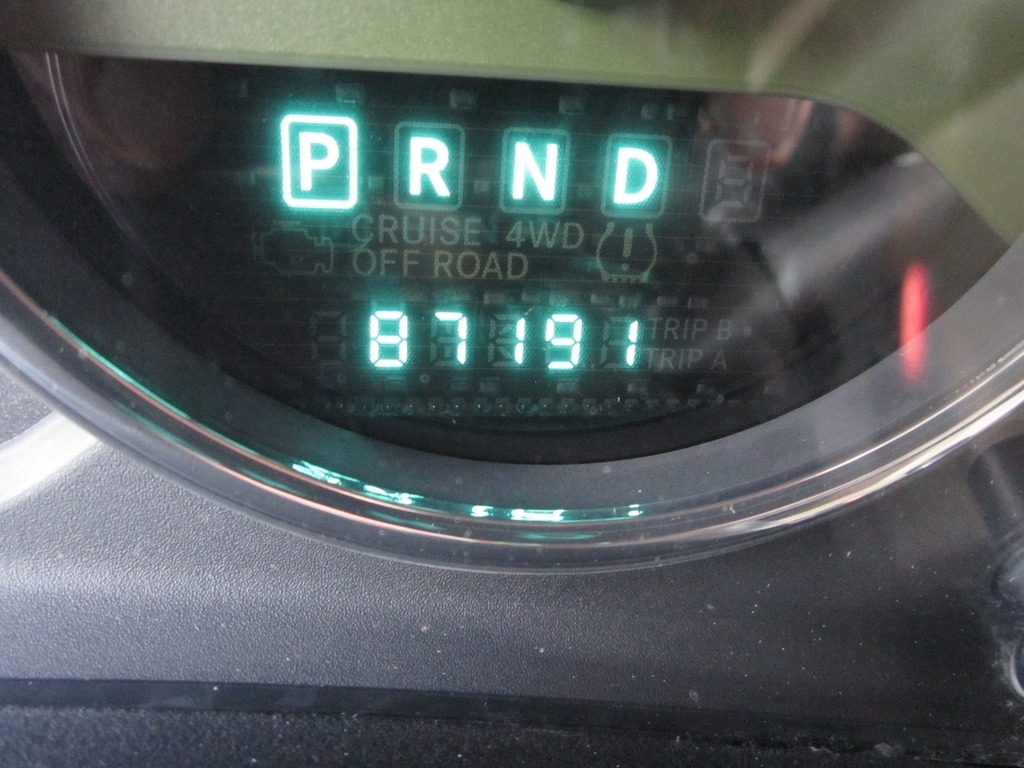 P R N D
CRUISE 4WD
OFF ROAD
87191
TRIP B
TRIP A